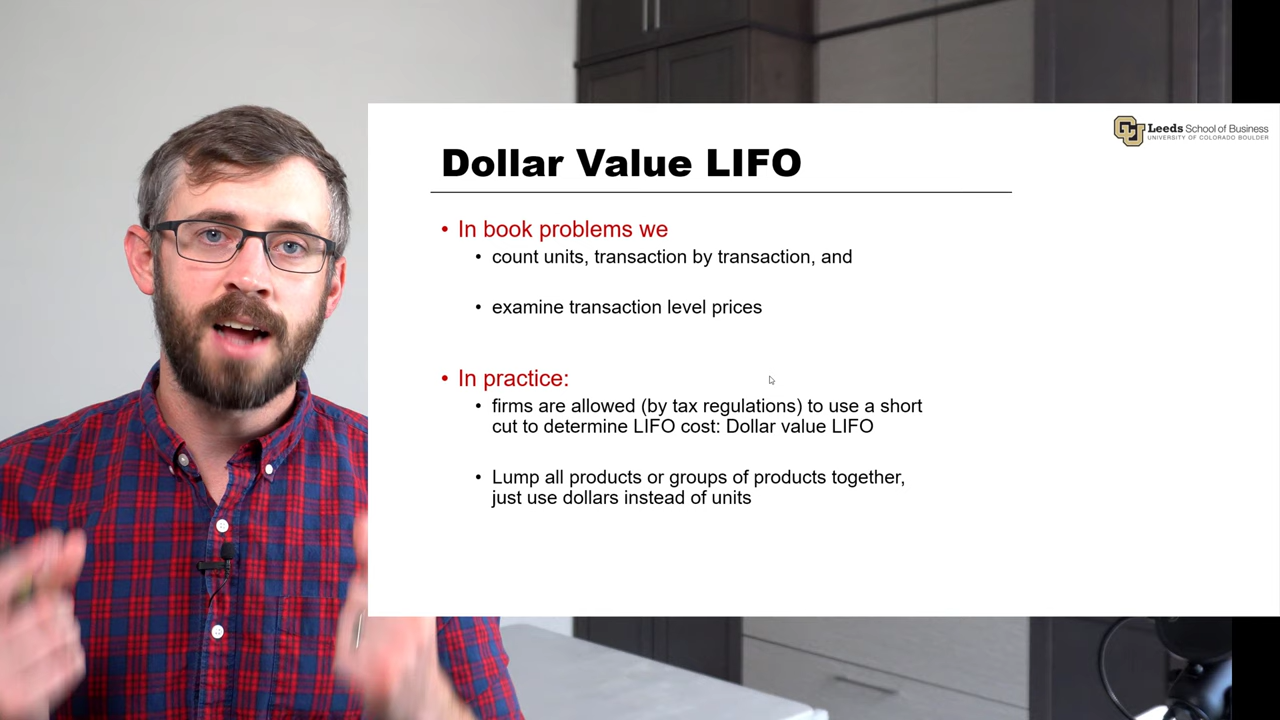 CU Leeds School of Business
UNIVERSITY OF COLORADO BOULDER
Dollar Value LIFO
• In book problems we
• count units, transaction by transaction, and
• examine transaction level prices
• In practice:
• firms are allowed (by tax regulations) to use a short
cut to determine LIFO cost: Dollar value LIFO
• Lump all products or groups of products together,
just use dollars instead of units